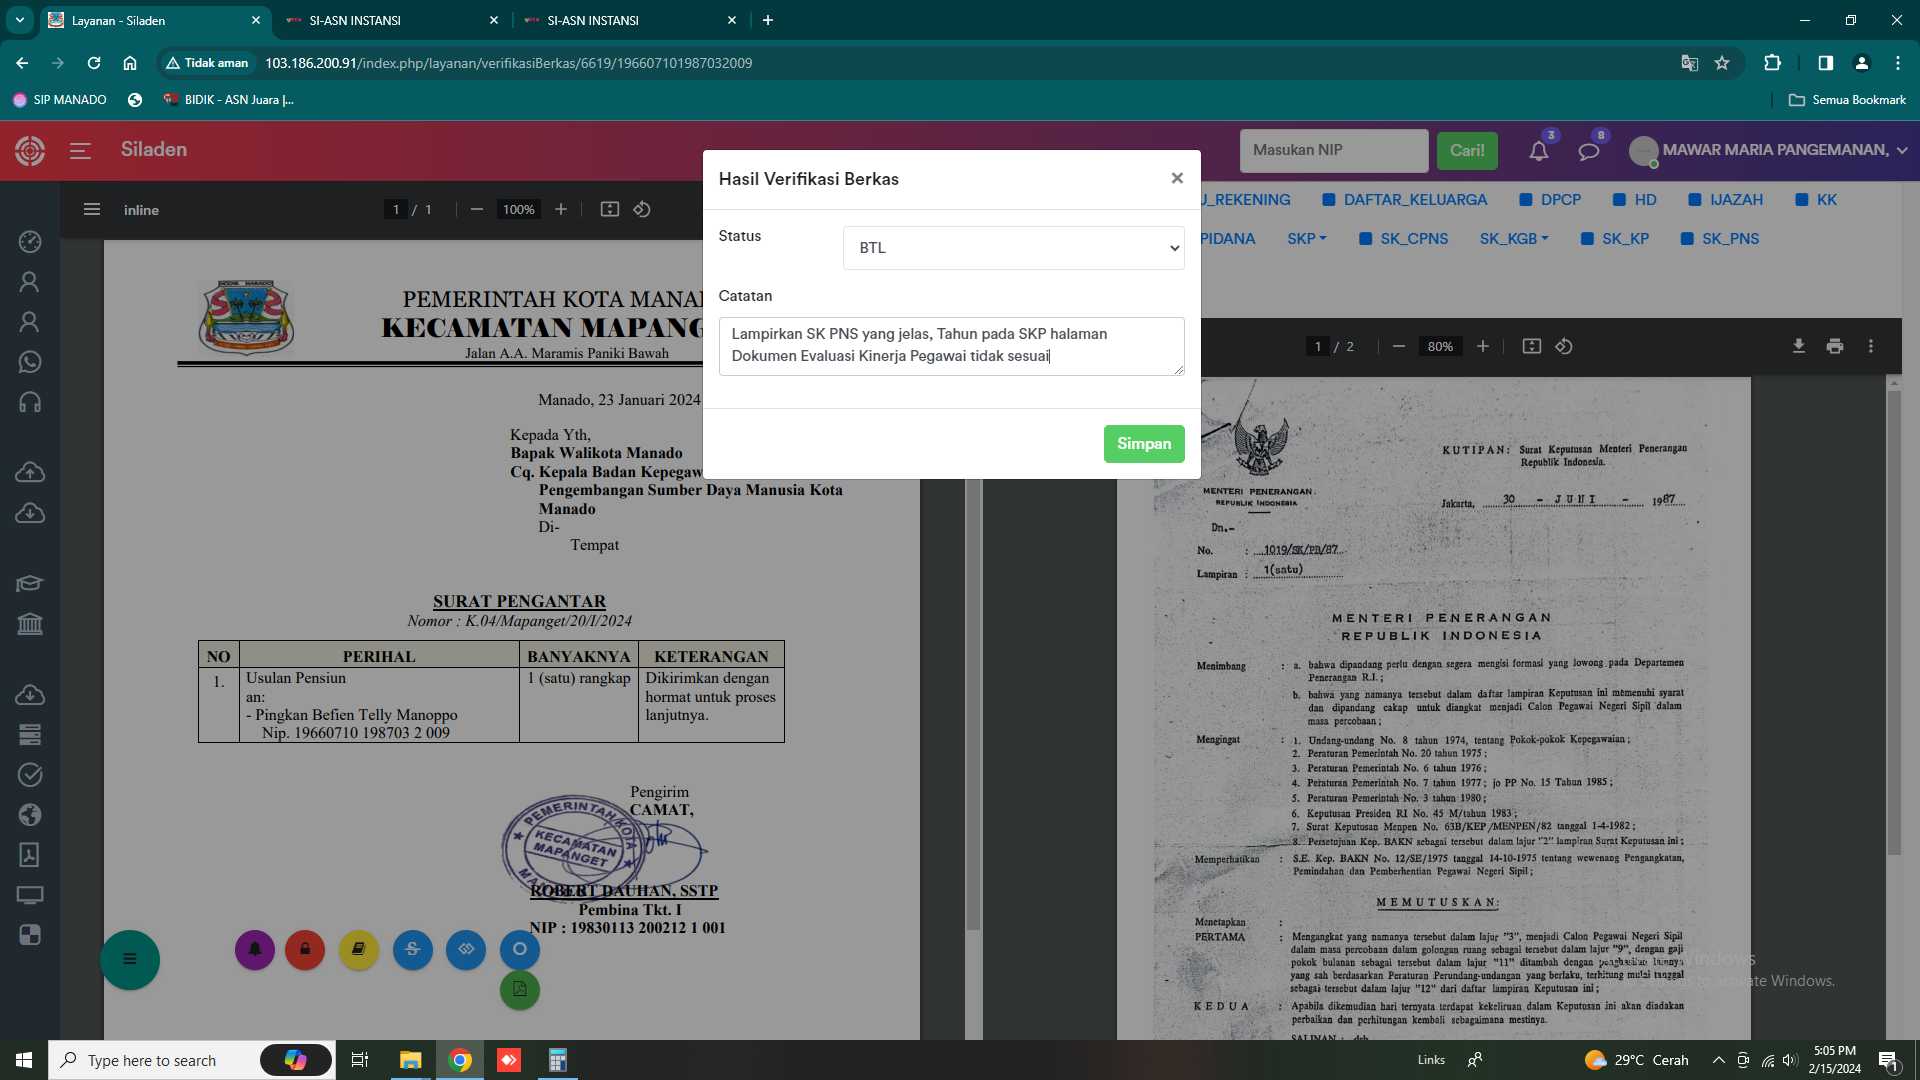 Layanan - Siladen
SI-ASN INSTANSI
SI-ASN INSTANSI
Tidak aman
103.186.200.91/index.php/layanan/verifikasiBerkas/6619/196607101987032009
SIP MANADO
BIDIK - ASN Juara |...
Semua Bookmark
Siladen
Masukan NIP
Cari!
3
8
MAWAR MARIA PANGEMANAN,
inline
1 / 1
100%
Hasil Verifikasi Berkas
Status
BTL
Catatan
Lampirkan SK PNS yang jelas, Tahun pada SKP halaman
Dokumen Evaluasi Kinerja Pegawai tidak sesuai
Simpan
_REKENING
DAFTAR_KELUARGA
DPCP
HD
IJAZAH
KK
PIDANA
SKP
SK_CPNS
SK_KGB
SK_KP
SK_PNS
PEMERINTAH KOTA MANA
KECAMATAN MAPANG
Jalan A.A. Maramis Paniki Bawah
Manado, 23 Januari 2024
Kepada Yth,
Bapak Walikota Manado
Cq. Kepala Badan Kepegaw
Pengembangan Sumber Daya Manusia Kota
Manado
Di-
Tempat
SURAT PENGANTAR
Nomor : K.04/Mapanget/20/I/2024
NO PERIHAL BANYAKNYA KETERANGAN
1. Usulan Pensiun 1 (satu) rangkap Dikirimkan dengan
an: hormat untuk proses
- Pingkan Befien Telly Manoppo lanjutnya.
Nip. 19660710 198703 2 009
Pengirim
CAMAT,
PEMERINTAH KOTA
KECAMATAN
MAPANGET
ROBERT DAUHAN, SSTP
Pembina Tkt. I
NIP : 19830113 200212 1 001
1 / 2
80%
MENTERI PENERANGAN
REPUBLIK INDONESIA
KUTIPAN: Surat Keputusan Menteri Penerangan
Republik Indonesia.
Jakarta, 30 - JUNI - 1987
Dn.-
No. : 1019/SK/PD/87
Lampiran : 1(satu)
MENTERI PENERANGAN
REPUBLIK INDONESIA
Menimbang : a. bahwa dipandang perlu dengan segera mengisi formasi yang lowong pada Departemen
Penerangan R.I.;
b. bahwa yang namanya tersebut dalam daftar lampiran Keputusan ini memenuhi syarat
dan dipandang cakap untuk diangkat menjadi Calon Pegawai Negeri Sipil dalam
masa percobaan;
Mengingat : 1. Undang-undang No. 8 tahun 1974, tentang Pokok-pokok Kepegawaian;
2. Peraturan Pemerintah No. 20 tahun 1975;
3. Peraturan Pemerintah No. 6 tahun 1976;
4. Peraturan Pemerintah No. 7 tahun 1977; jo PP No. 15 Tahun 1985;
5. Peraturan Pemerintah No. 3 tahun 1980;
6. Keputusan Presiden RI No. 45 M/tahun 1983;
7. Surat Keputusan Menpen No. 63B/KEP/MENPEN/82 tanggal 1-4-1982;
8. Persetujuan Kep. BAKN sebagai tersebut dalam lajur "2" lampiran Surat Keputusan ini;
Memperhatikan : S.E. Kep. BAKN No. 12/SE/1975 tanggal 14-10-1975 tentang wewenang Pengangkatan,
Pemindahan dan Pemberhentian Pegawai Negeri Sipil;
MEMUTUSKAN:
Menetapkan :
PERTAMA : Mengangkat yang namanya tersebut dalam lajur "3", menjadi Calon Pegawai Negeri Sipil
dalam masa percobaan dalam golongan ruang sebagai tersebut dalam lajur "9", dengan gaji
pokok bulanan sebagai tersebut dalam lajur "11" ditambah dengan penghasilan lainnya
yang sah berdasarkan Peraturan Perundang-undangan yang berlaku, terhitung mulai tanggal
sebagai tersebut dalam lajur "12" dari daftar lampiran Keputusan ini;
KEDUA : Apabila dikemudian hari ternyata terdapat kekeliruan dalam Keputusan ini akan diadakan
perbaikan dan perhitungan kembali sebagaimana mestinya.
SALINAN :
Windows
activate Windows.
Type here to search
Links
29°C Cerah
5:05 PM
2/15/2024
1